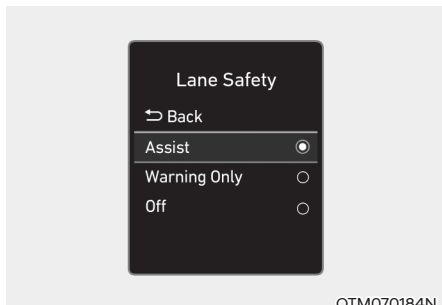 Lane Safety
Back
Assist
Warning Only
Off
OTM070184N